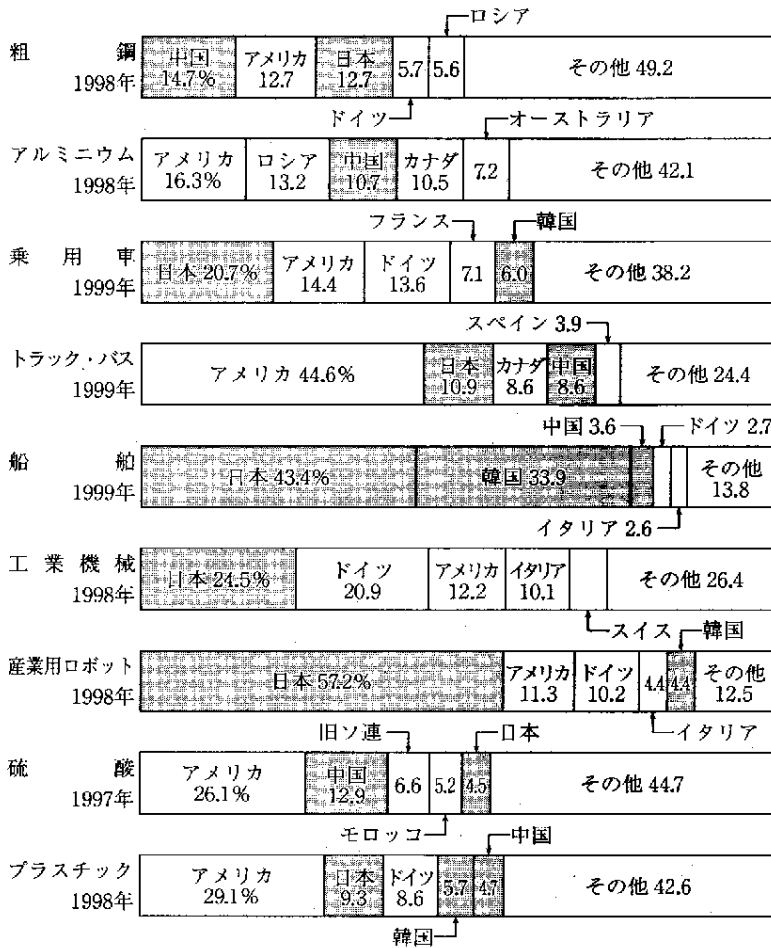 ロシア
粗鋼
1998年
中国
14.7%
アメリカ
12.7
日本
12.7
5.7
5.6
その他 49.2
ドイツ
オーストラリア
アルミニウム
1998年
アメリカ
16.3%
ロシア
13.2
中国
10.7
カナダ
10.5
7.2
その他 42.1
フランス
韓国
乗用車
1999年
日本 20.7%
アメリカ
14.4
ドイツ
13.6
7.1
6.0
その他 38.2
スペイン 3.9
トラック・バス
1999年
アメリカ 44.6%
日本
10.9
カナダ
8.6
中国
8.6
その他 24.4
中国 3.6
ドイツ 2.7
船舶
1999年
日本 43.4%
韓国 33.9
その他
13.8
イタリア 2.6
工業機械
1998年
日本 24.5%
ドイツ
20.9
アメリカ
12.2
イタリア
10.1
その他 26.4
スイス
韓国
産業用ロボット
1998年
日本 57.2%
アメリカ
11.3
ドイツ
10.2
4.4
4.4
その他
12.5
イタリア
旧ソ連
日本
硫酸
1997年
アメリカ
26.1%
中国
12.9
6.6
5.2
4.5
その他 44.7
モロッコ
中国
プラスチック
1998年
アメリカ
29.1%
日本
9.3
ドイツ
8.6
5.7
4.7
その他 42.6
韓国